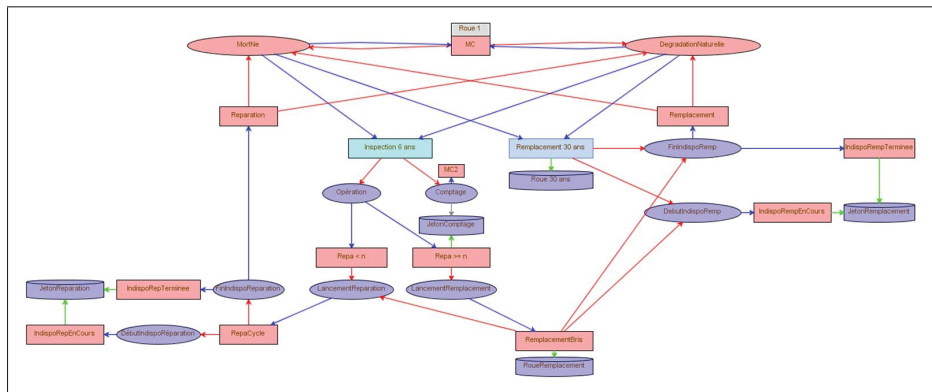 Roue 1
MortNe
MC
DegradationNaturelle
Reparation
Remplacement
Inspection 6 ans
Remplacement 30 ans
FinIndispoRemp
IndispoRempTerminee
MC2
Roue 30 ans
Opération
Comptage
DebutIndispoRemp
IndispoRempEnCours
JetonRemplacement
JetonComptage
Repa < n
Repa >= n
JetonReparation
IndispoRepTerminee
FinIndispoReparation
LancementReparation
LancementRemplacement
IndispoRepEnCours
DébutIndispoRéparation
RepaCycle
RemplacementBris
RoueRemplacement